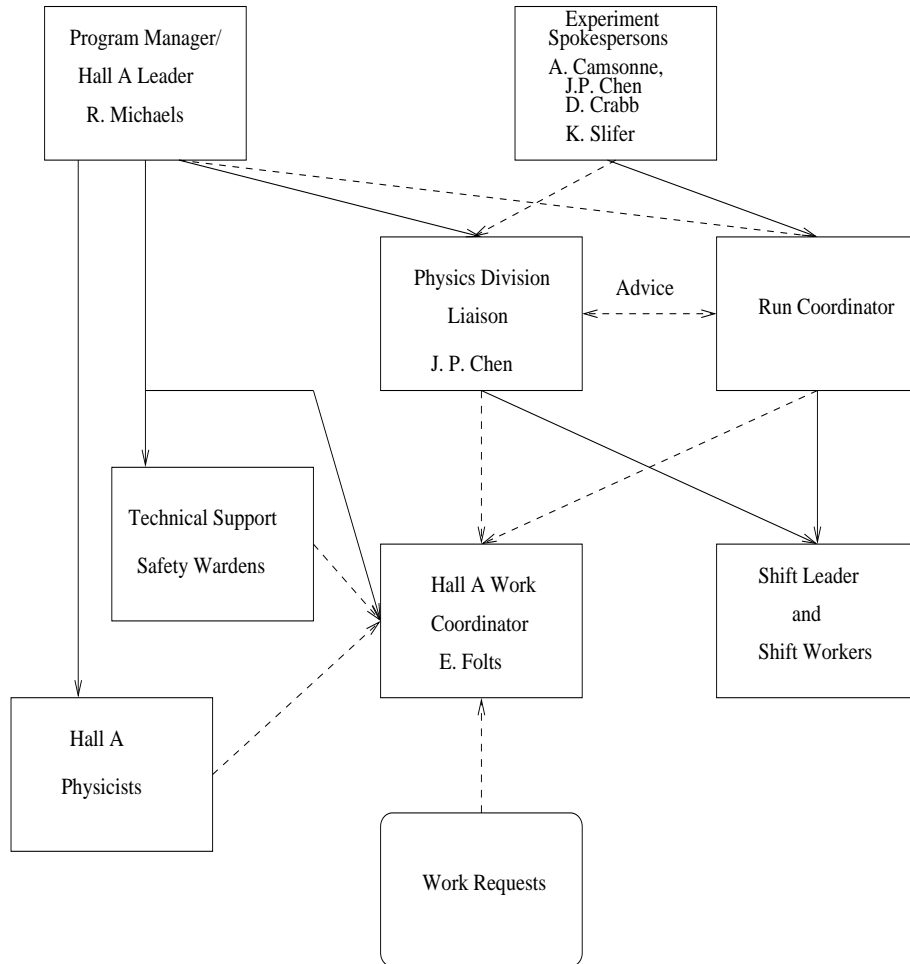 Program Manager/
Hall A Leader
R. Michaels
Experiment
Spokespersons
A. Camsonne,
J.P. Chen
D. Crabb
K. Slifer
Physics Division
Liaison
J. P. Chen
Advice
Run Coordinator
Technical Support
Safety Wardens
Hall A Work
Coordinator
E. Folts
Shift Leader
and
Shift Workers
Hall A
Physicists
Work Requests